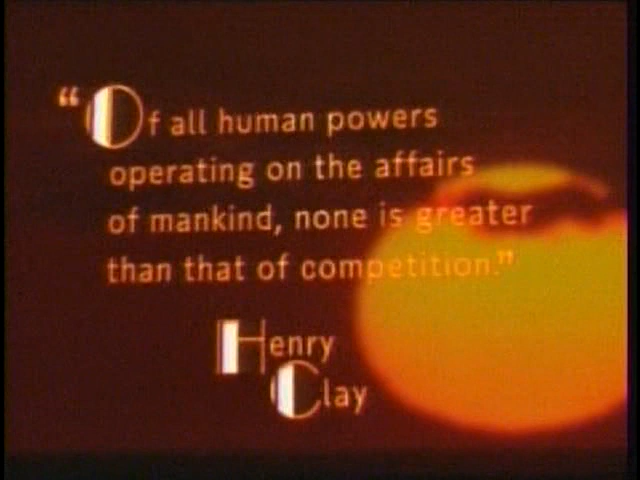 “Of all human powers
operating on the affairs
of mankind, none is greater
than that of competition.”
Henry
Clay